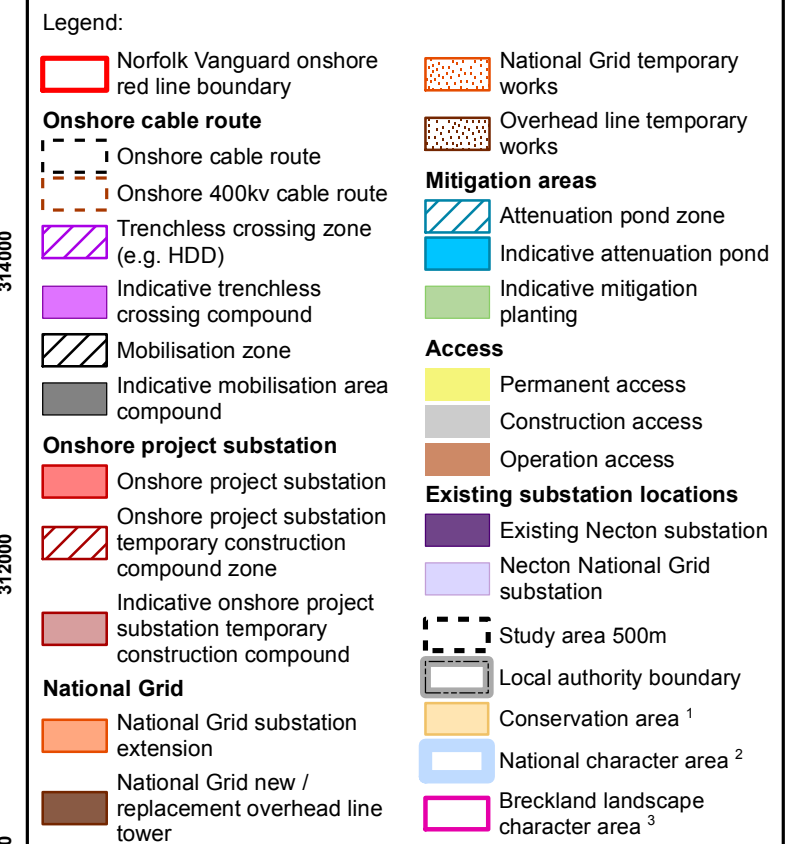 Legend:
Norfolk Vanguard onshore
red line boundary
Onshore cable route
Onshore cable route
Onshore 400kv cable route
Trenchless crossing zone
(e.g. HDD)
Indicative trenchless
crossing compound
Mobilisation zone
Indicative mobilisation area
compound
Onshore project substation
Onshore project substation
Onshore project substation
temporary construction
compound zone
Indicative onshore project
substation temporary
construction compound
National Grid
National Grid substation
extension
National Grid new /
replacement overhead line
tower
National Grid temporary
works
Overhead line temporary
works
Mitigation areas
Attenuation pond zone
Indicative attenuation pond
Indicative mitigation
planting
Access
Permanent access
Construction access
Operation access
Existing substation locations
Existing Necton substation
Necton National Grid
substation
Study area 500m
Local authority boundary
Conservation area 1
National character area 2
Breckland landscape
character area 3
314000
312000